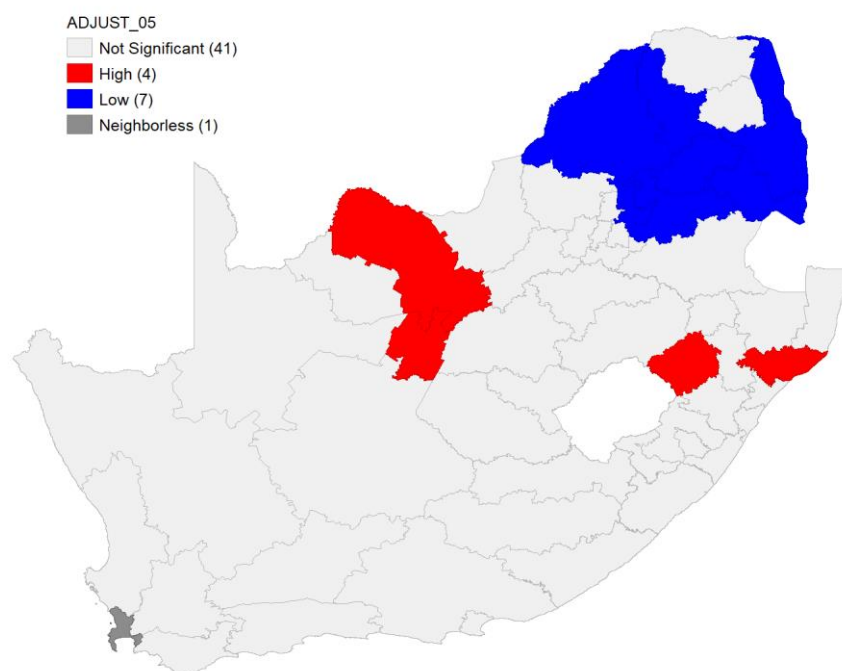 ADJUST_05
Not Significant (41)
High (4)
Low (7)
Neighborless (1)